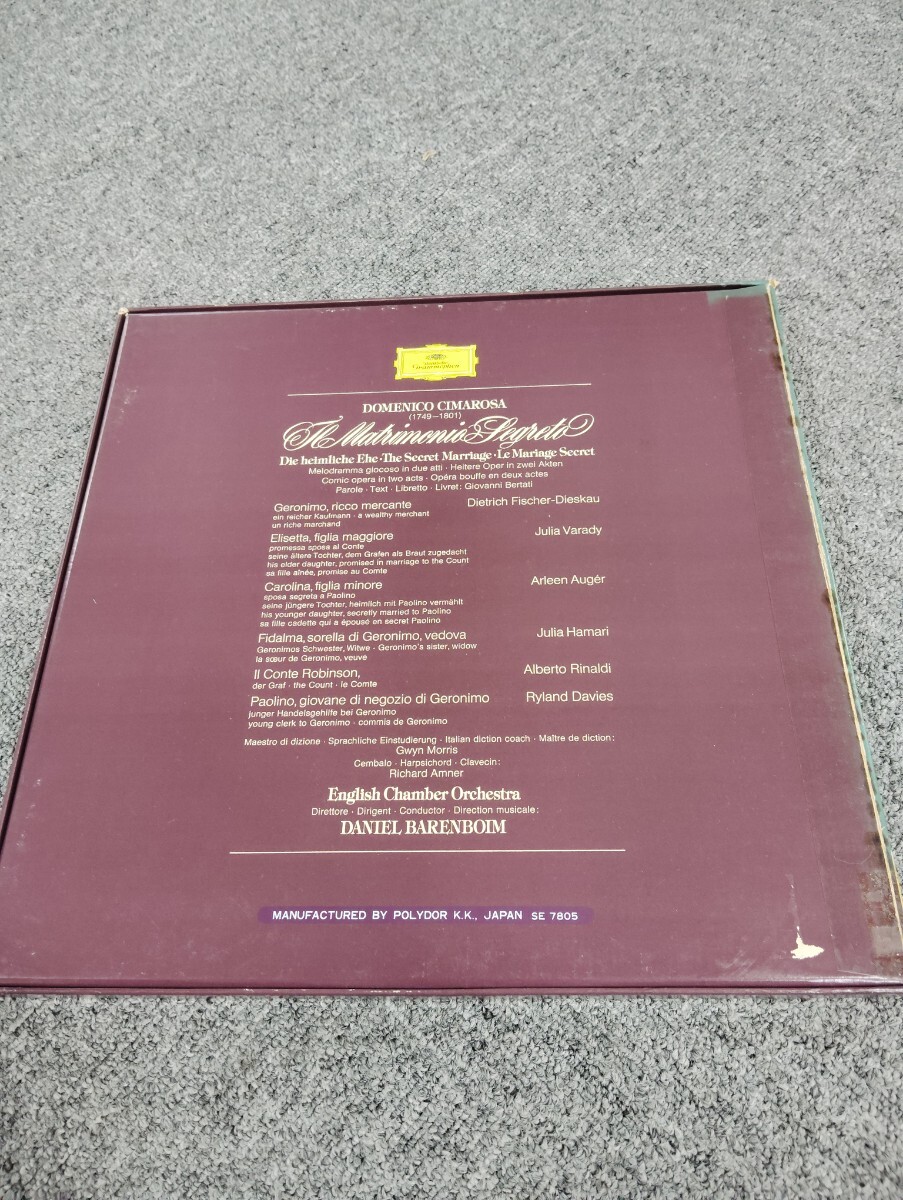 Deutsche
Grammophon
DOMENICO CIMAROSA
(1749–1801)
Il Matrimonio Segreto
Die heimliche Ehe · The Secret Marriage · Le Mariage Secret
Melodramma giocoso in due atti · Heitere Oper in zwei Akten
Comic opera in two acts · Opéra bouffe en deux actes
Parole · Text · Libretto · Livret: Giovanni Bertati
Geronimo, ricco mercante Dietrich Fischer-Dieskau
ein reicher Kaufmann · a wealthy merchant
un riche marchand
Elisetta, figlia maggiore Julia Varady
promessa sposa al Conte
seine ältere Tochter, dem Grafen als Braut zugedacht
his older daughter, promised in marriage to the Count
sa fille aînée, promise au Comte
Carolina, figlia minore Arleen Augér
sposa segreta a Paolino
seine jüngere Tochter, heimlich mit Paolino vermählt
his younger daughter, secretly married to Paolino
sa fille cadette qui a épousé en secret Paolino
Fidalma, sorella di Geronimo, vedova Julia Hamari
Geronimos Schwester, Witwe · Geronimo's sister, widow
la sœur de Geronimo, veuve
Il Conte Robinson, Alberto Rinaldi
der Graf · the Count · le Comte
Paolino, giovane di negozio di Geronimo Ryland Davies
junger Handelsgehilfe bei Geronimo
young clerk to Geronimo · commis de Geronimo
Maestro di dizione · Sprachliche Einstudierung · Italian diction coach · Maître de diction:
Gwyn Morris
Cembalo · Harpsichord · Clavecin:
Richard Amner
English Chamber Orchestra
Direttore · Dirigent · Conductor · Direction musicale:
DANIEL BARENBOIM
MANUFACTURED BY POLYDOR K.K., JAPAN SE 7805